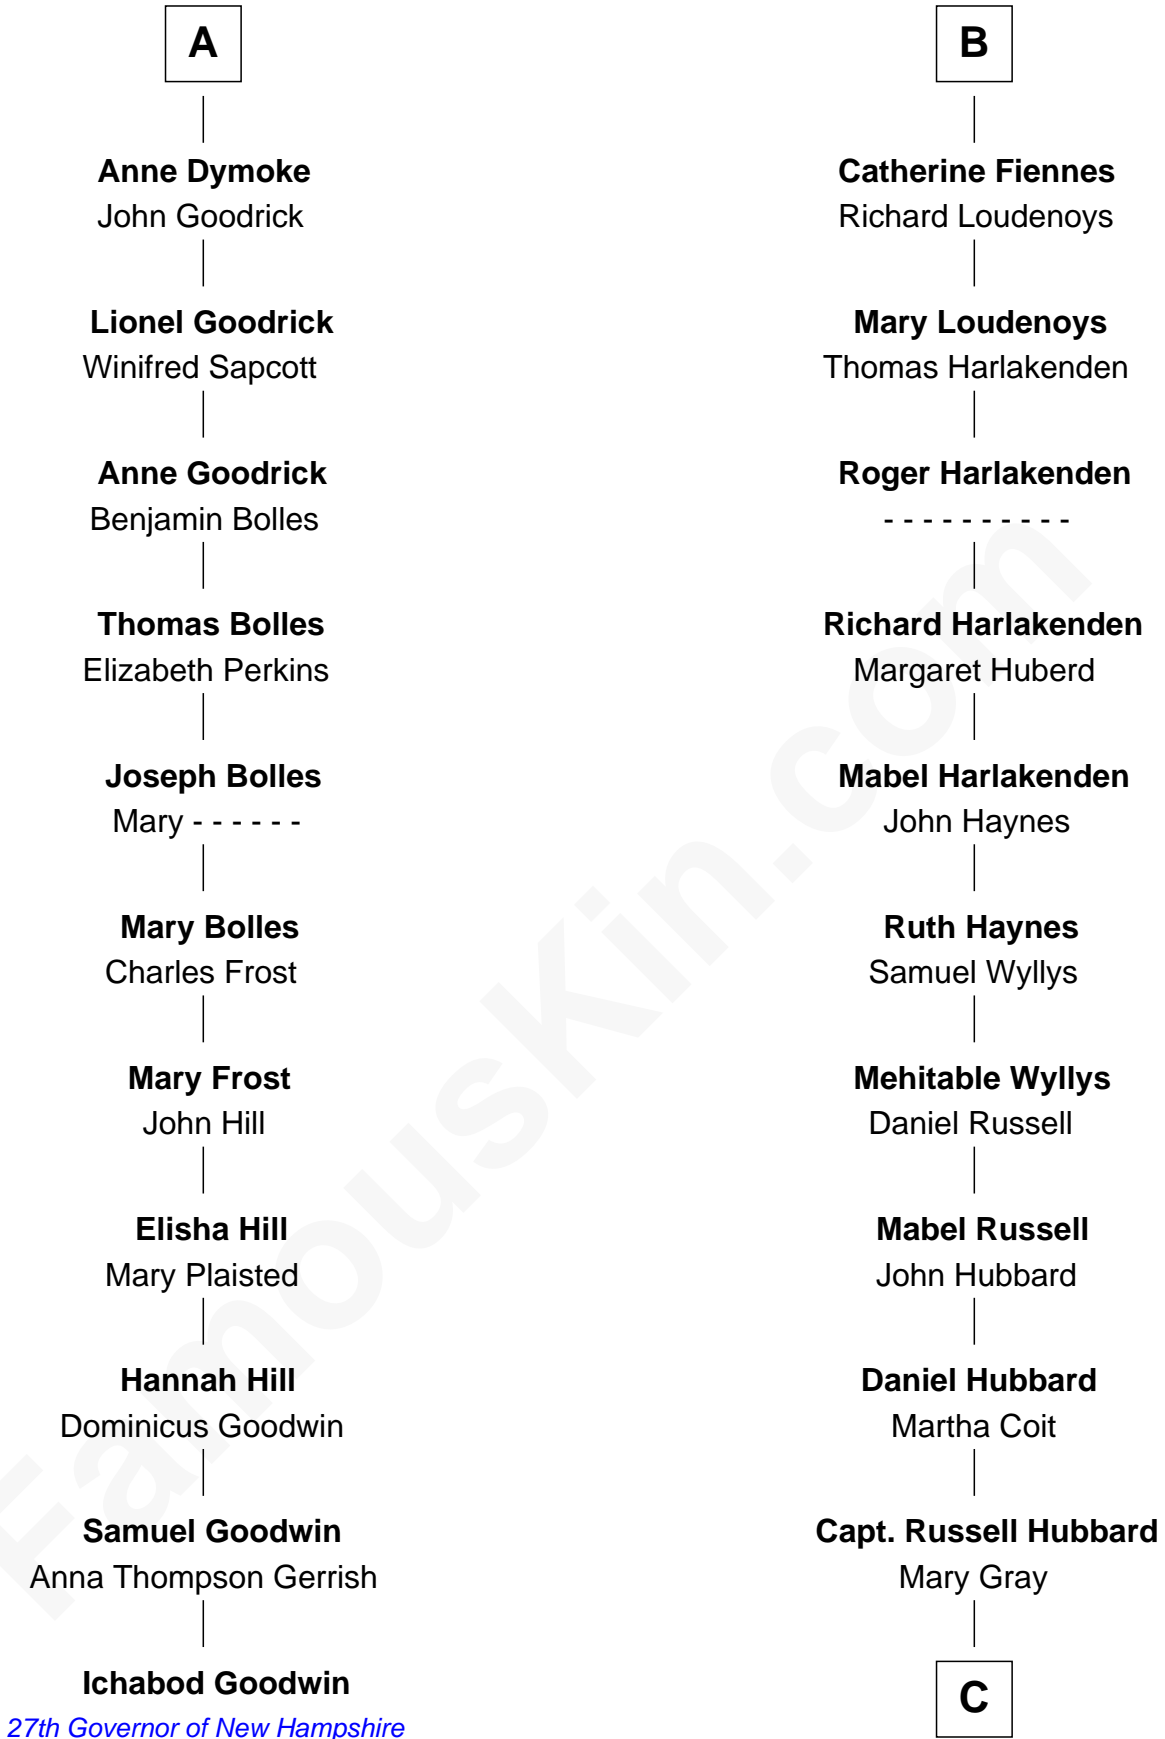 A
Anne Dymoke
John Goodrick
Lionel Goodrick
Winifred Sapcott
Anne Goodrick
Benjamin Bolles
Thomas Bolles
Elizabeth Perkins
Joseph Bolles
Mary - - - - - -
Mary Bolles
Charles Frost
Mary Frost
John Hill
Elisha Hill
Mary Plaisted
Hannah Hill
Dominicus Goodwin
Samuel Goodwin
Anna Thompson Gerrish
Ichabod Goodwin
27th Governor of New Hampshire
B
Catherine Fiennes
Richard Loudenoys
Mary Loudenoys
Thomas Harlakenden
Roger Harlakenden
- - - - - - - - - -
Richard Harlakenden
Margaret Huberd
Mabel Harlakenden
John Haynes
Ruth Haynes
Samuel Wyllys
Mehitable Wyllys
Daniel Russell
Mabel Russell
John Hubbard
Daniel Hubbard
Martha Coit
Capt. Russell Hubbard
Mary Gray
C
FamousKin.com